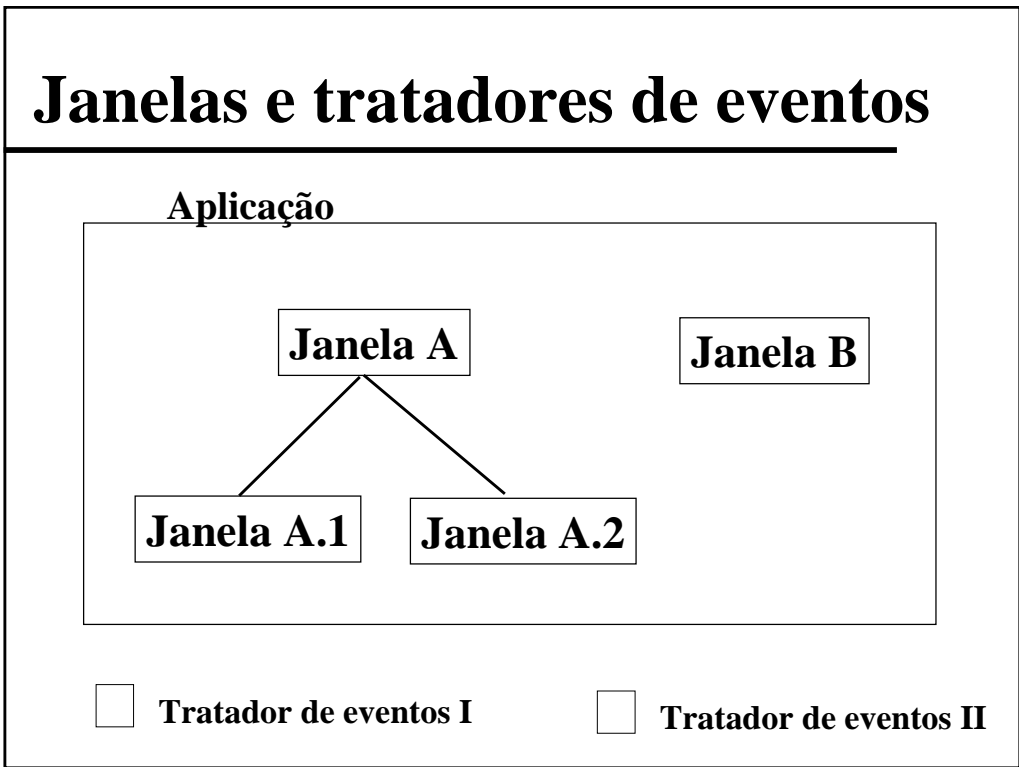 Janelas e tratadores de eventos
Aplicação
Janela A
Janela B
Janela A.1
Janela A.2
Tratador de eventos I
Tratador de eventos II